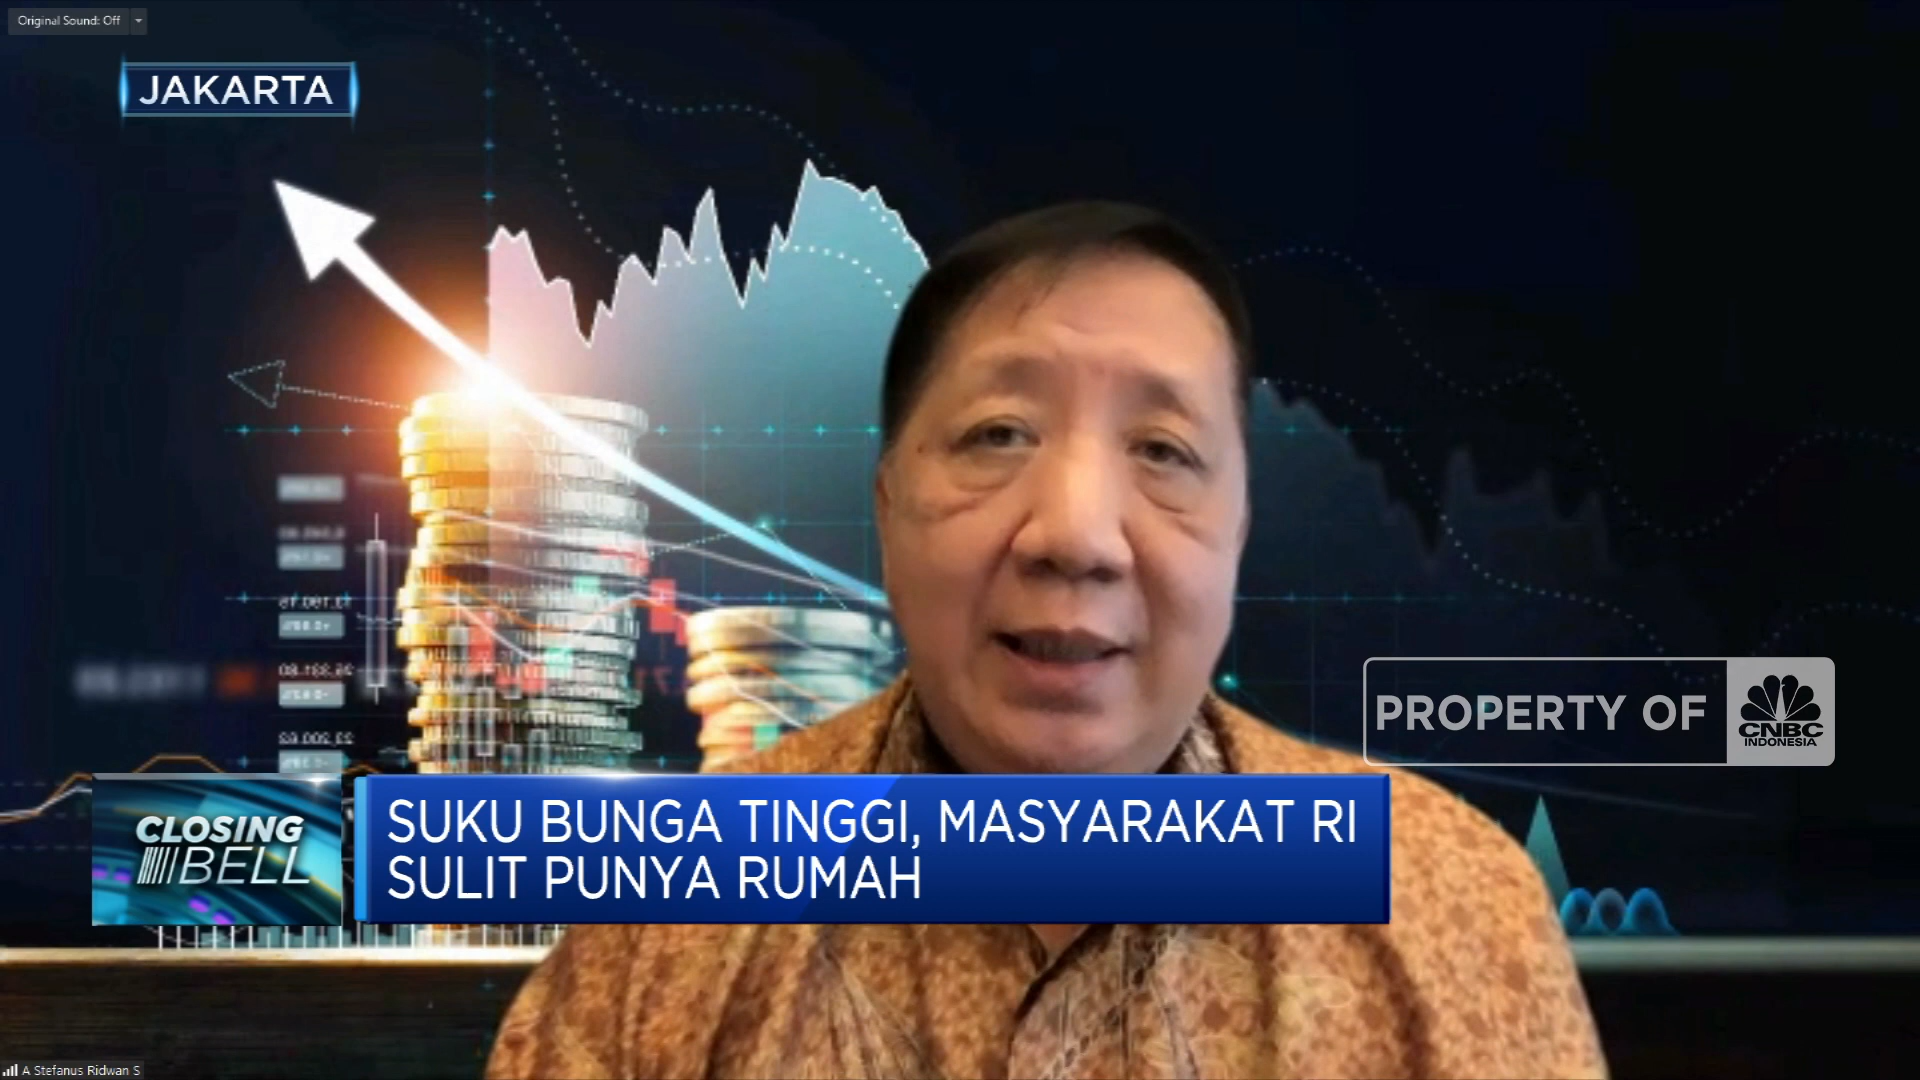 Original Sound: Off
JAKARTA
PROPERTY OF
CNBC
INDONESIA
CLOSING
BELL
SUKU BUNGA TINGGI, MASYARAKAT RI
SULIT PUNYA RUMAH
A Stefanus Ridwan S